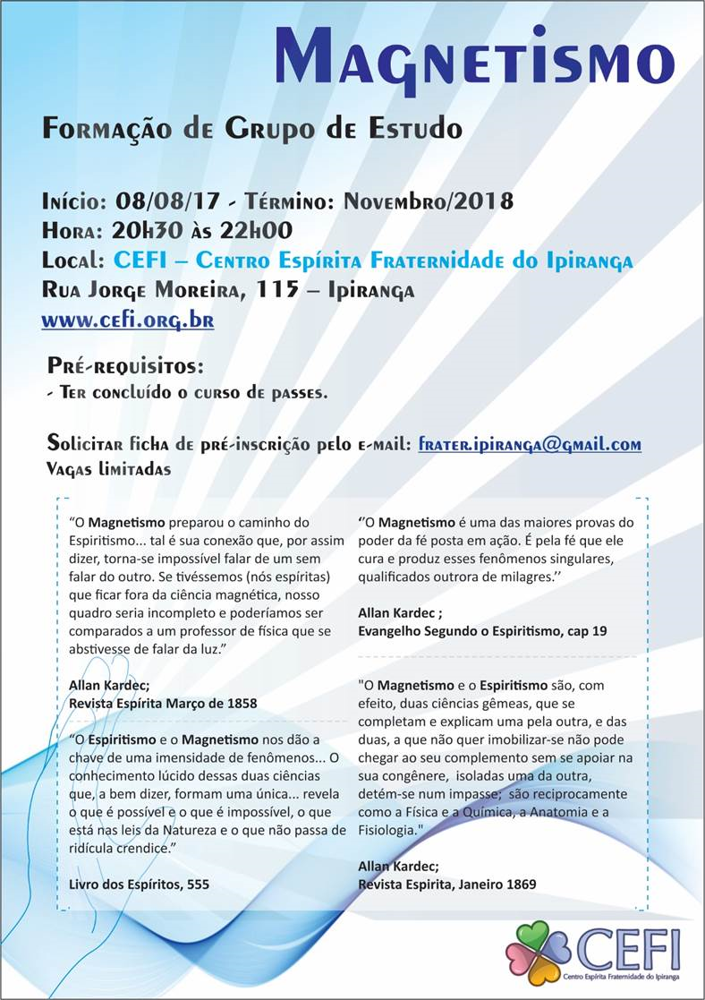 Magnetismo
Formação de Grupo de Estudo
Início: 08/08/17 - Término: Novembro/2018
Hora: 20h30 às 22h00
Local: CEFI – Centro Espírita Fraternidade do Ipiranga
Rua Jorge Moreira, 115 – Ipiranga
www.cefi.org.br
Pré-requisitos:
- Ter concluído o curso de passes.
Solicitar ficha de pré-inscrição pelo e-mail: frater.ipiranga@gmail.com
Vagas limitadas
“O Magnetismo preparou o caminho do
Espiritismo... tal é sua conexão que, por assim
dizer, torna-se impossível falar de um sem
falar do outro. Se tivéssemos (nós espíritas)
que ficar fora da ciência magnética, nosso
quadro seria incompleto e poderíamos ser
comparados a um professor de física que se
abstivesse de falar da luz.”
Allan Kardec;
Revista Espírita Março de 1858
“O Espiritismo e o Magnetismo nos dão a
chave de uma imensidade de fenômenos... O
conhecimento lúcido dessas duas ciências
que, a bem dizer, formam uma única... revela
o que é possível e o que é impossível, o que
está nas leis da Natureza e o que não passa de
ridícula crendice.”
Livro dos Espíritos, 555
‘’O Magnetismo é uma das maiores provas do
poder da fé posta em ação. É pela fé que ele
cura e produz esses fenômenos singulares,
qualificados outrora de milagres.’’
Allan Kardec ;
Evangelho Segundo o Espiritismo, cap 19
"O Magnetismo e o Espiritismo são, com
efeito, duas ciências gêmeas, que se
completam e explicam uma pela outra, e das
duas, a que não quer imobilizar-se não pode
chegar ao seu complemento sem se apoiar na
sua congênere, isoladas uma da outra,
detém-se num impasse; são reciprocamente
como a Física e a Química, a Anatomia e a
Fisiologia."
Allan Kardec;
Revista Espirita, Janeiro 1869
CEFI
Centro Espírita Fraternidade do Ipiranga